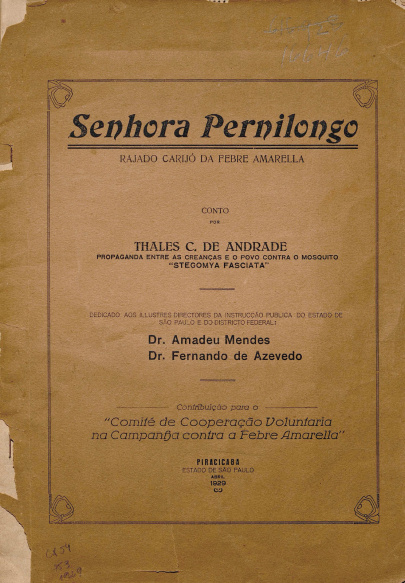 Senhora Pernilongo
RAJADO CARIJÓ DA FEBRE AMARELLA
CONTO
POR
THALES C. DE ANDRADE
PROPAGANDA ENTRE AS CREANÇAS E O POVO CONTRA O MOSQUITO
"STEGOMYA FASCIATA"
DEDICADO AOS ILLUSTRES DIRECTORES DA INSTRUCÇÃO PUBLICA DO ESTADO DE
SÃO PAULO E DO DISTRICTO FEDERAL:
Dr. Amadeu Mendes
Dr. Fernando de Azevedo
Contribuição para o
"Comité de Cooperação Voluntaria
na Campanha contra a Febre Amarella"
PIRACICABA
ESTADO DE SÃO PAULO
ABRIL
1929